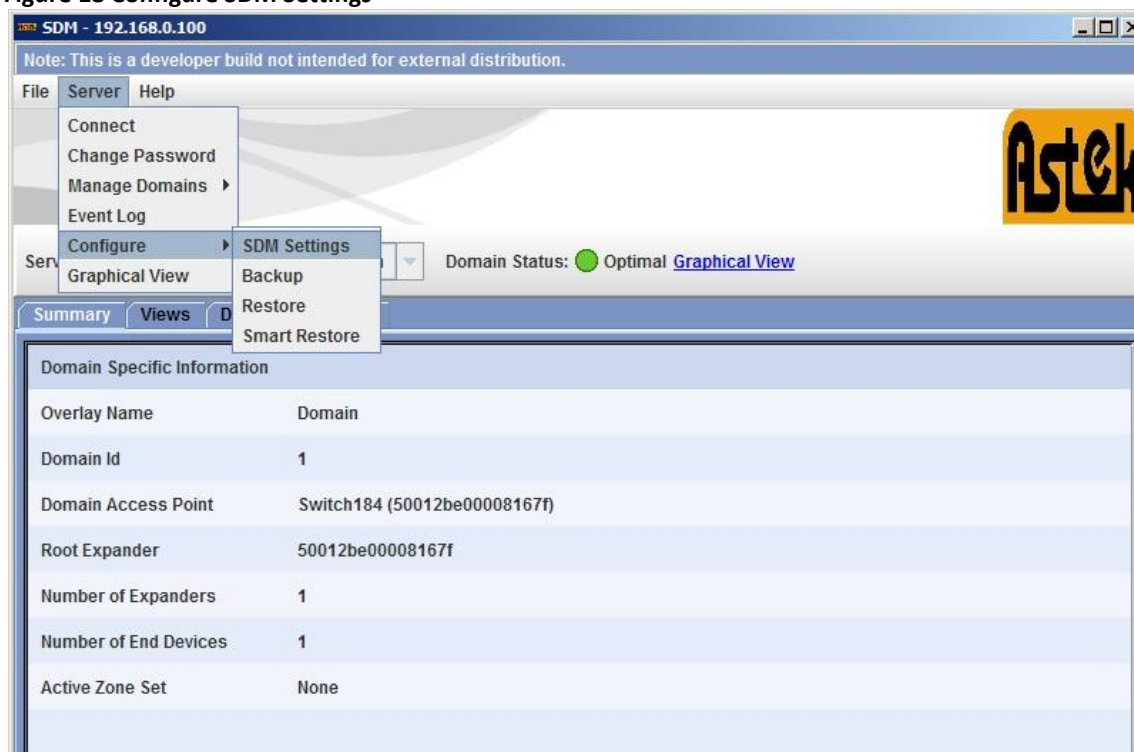 SDM - 192.168.0.100
Note: This is a developer build not intended for external distribution.
File Server Help
Connect
Change Password
Manage Domains
Event Log
Configure
Graphical View
SDM Settings
Backup
Restore
Smart Restore
Astek
Domain Status: Optimal Graphical View
Summary Views
Domain Specific Information
Overlay Name Domain
Domain Id 1
Domain Access Point Switch184 (50012be00008167f)
Root Expander 50012be00008167f
Number of Expanders 1
Number of End Devices 1
Active Zone Set None